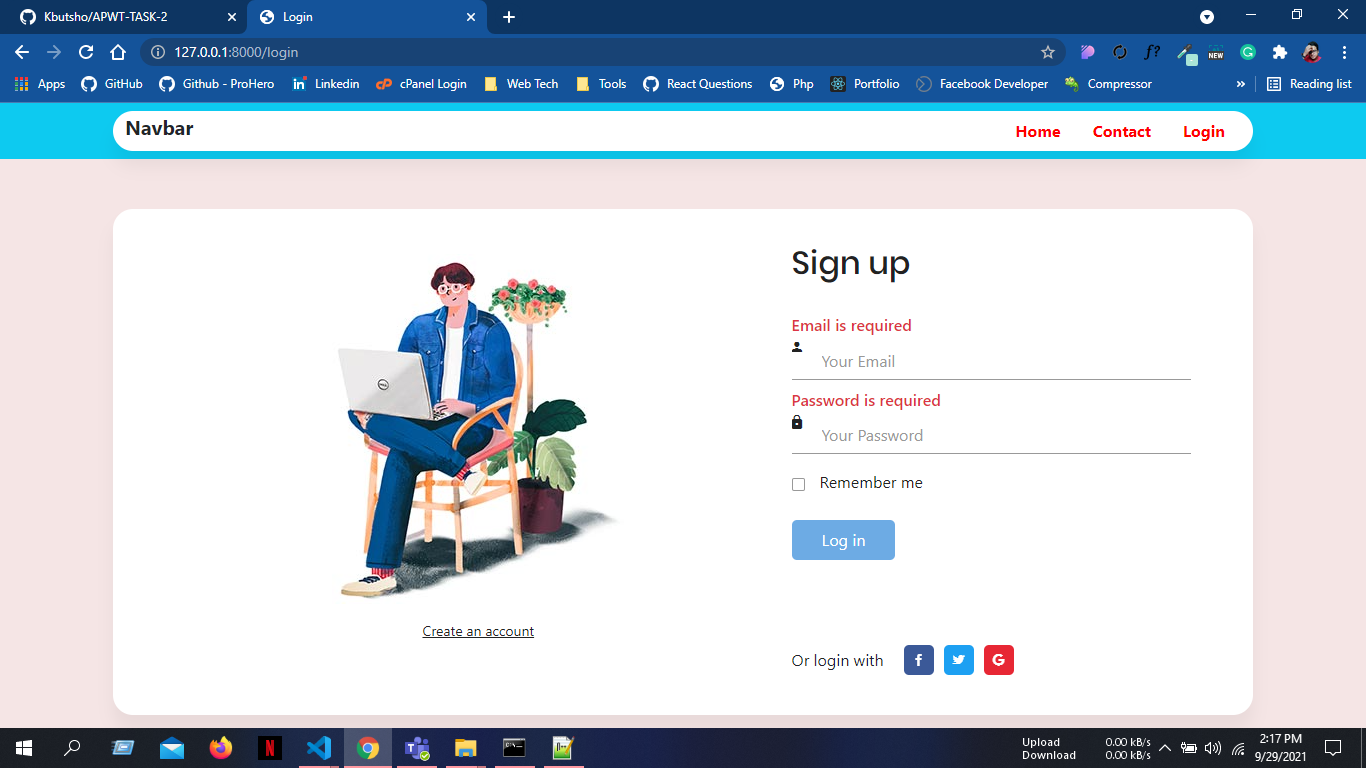 Kbutsho/APWT-TASK-2
Login
127.0.0.1:8000/login
f?
NEW
Apps
GitHub
Github - ProHero
Linkedin
cPanel Login
Web Tech
Tools
React Questions
Php
Portfolio
Facebook Developer
Compressor
»
Reading list
Navbar
Home
Contact
Login
Sign up
Email is required
Your Email
Password is required
Your Password
Remember me
Log in
DELL
Create an account
Or login with
Upload 0.00 kB/s
Download 0.00 kB/s
2:17 PM
9/29/2021